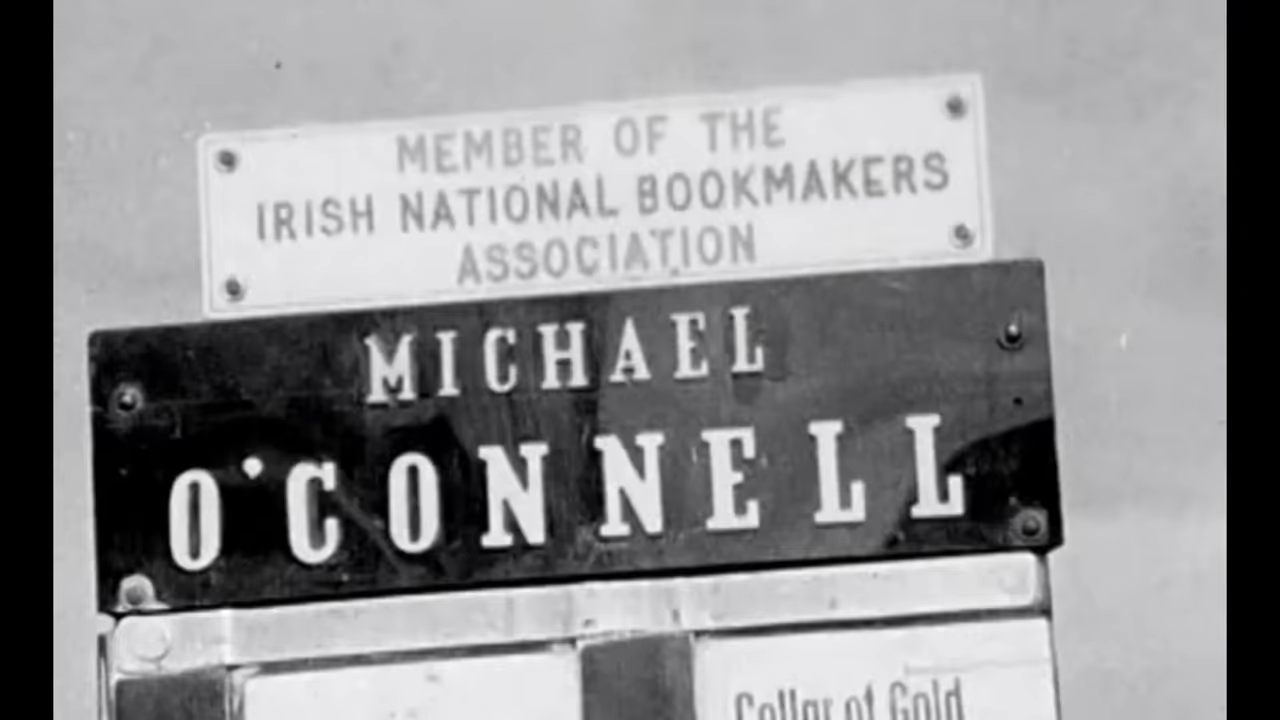 MEMBER OF THE
IRISH NATIONAL BOOKMAKERS
ASSOCIATION
MICHAEL
O'CONNELL
Collar of Gold